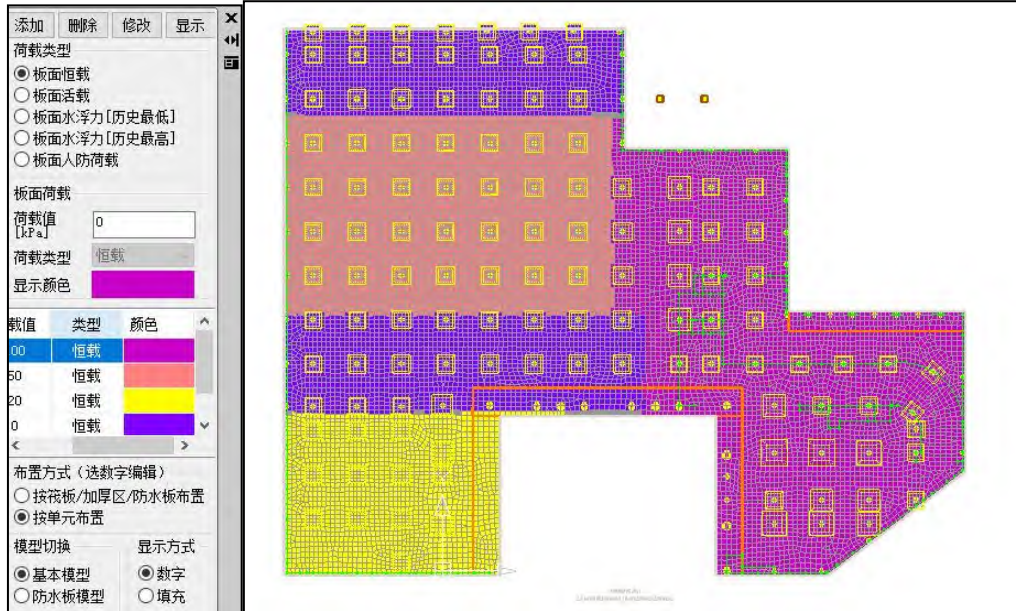 添加 删除 修改 显示
荷载类型
板面恒载
板面活载
板面水浮力[历史最低]
板面水浮力[历史最高]
板面人防荷载
板面荷载
荷载值
[kPa]
0
荷载类型 恒载
显示颜色
载值 类型 颜色
00 恒载
50 恒载
20 恒载
0 恒载
布置方式（选数字编辑）
按筏板/加厚区/防水板布置
按单元布置
模型切换 显示方式
基本模型 数字
防水板模型 填充